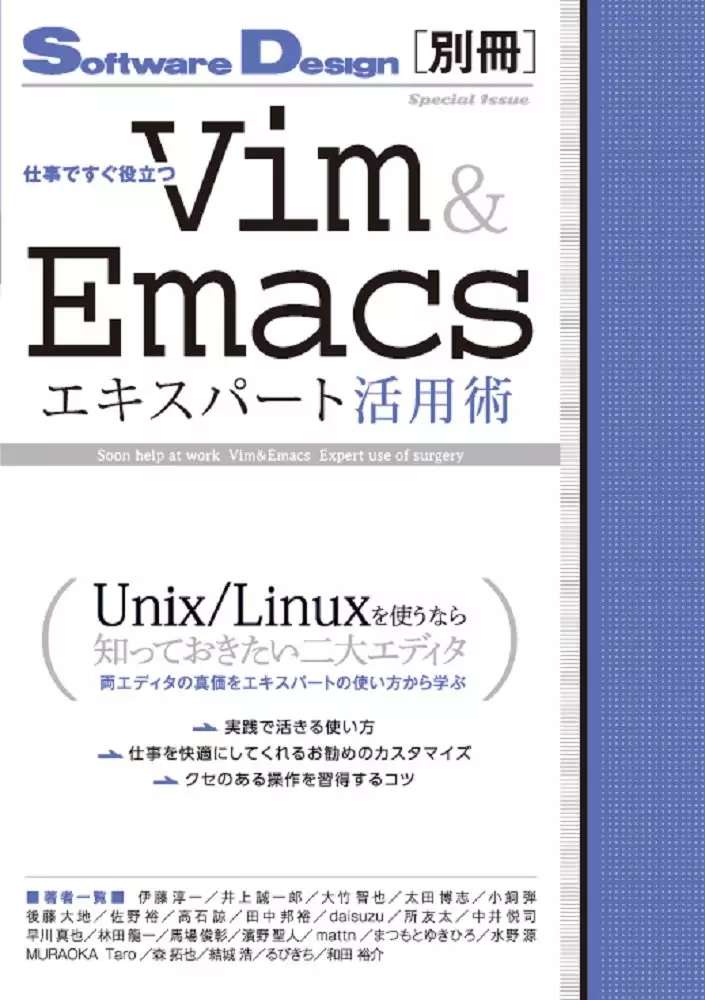 Software Design [別冊]
Special Issue
仕事ですぐ役立つ
Vim &
Emacs
エキスパート活用術
Soon help at work Vim&Emacs Expert use of surgery
Unix/Linuxを使うなら
知っておきたい二大エディタ
両エディタの真価をエキスパートの使い方から学ぶ
実践で活きる使い方
仕事を快適にしてくれるお勧めのカスタマイズ
クセのある操作を習得するコツ
■著者一覧■ 伊藤淳一／井上誠一郎／大竹智也／太田博志／小飼弾
後藤大地／佐野裕／高石諒／田中邦裕／daisuzu／所友太／中井悦司
早川真也／林田龍一／馬場俊彰／濱野聖人／mattn／まつもとゆきひろ／水野源
MURAOKA Taro／森拓也／結城浩／るびきち／和田裕介